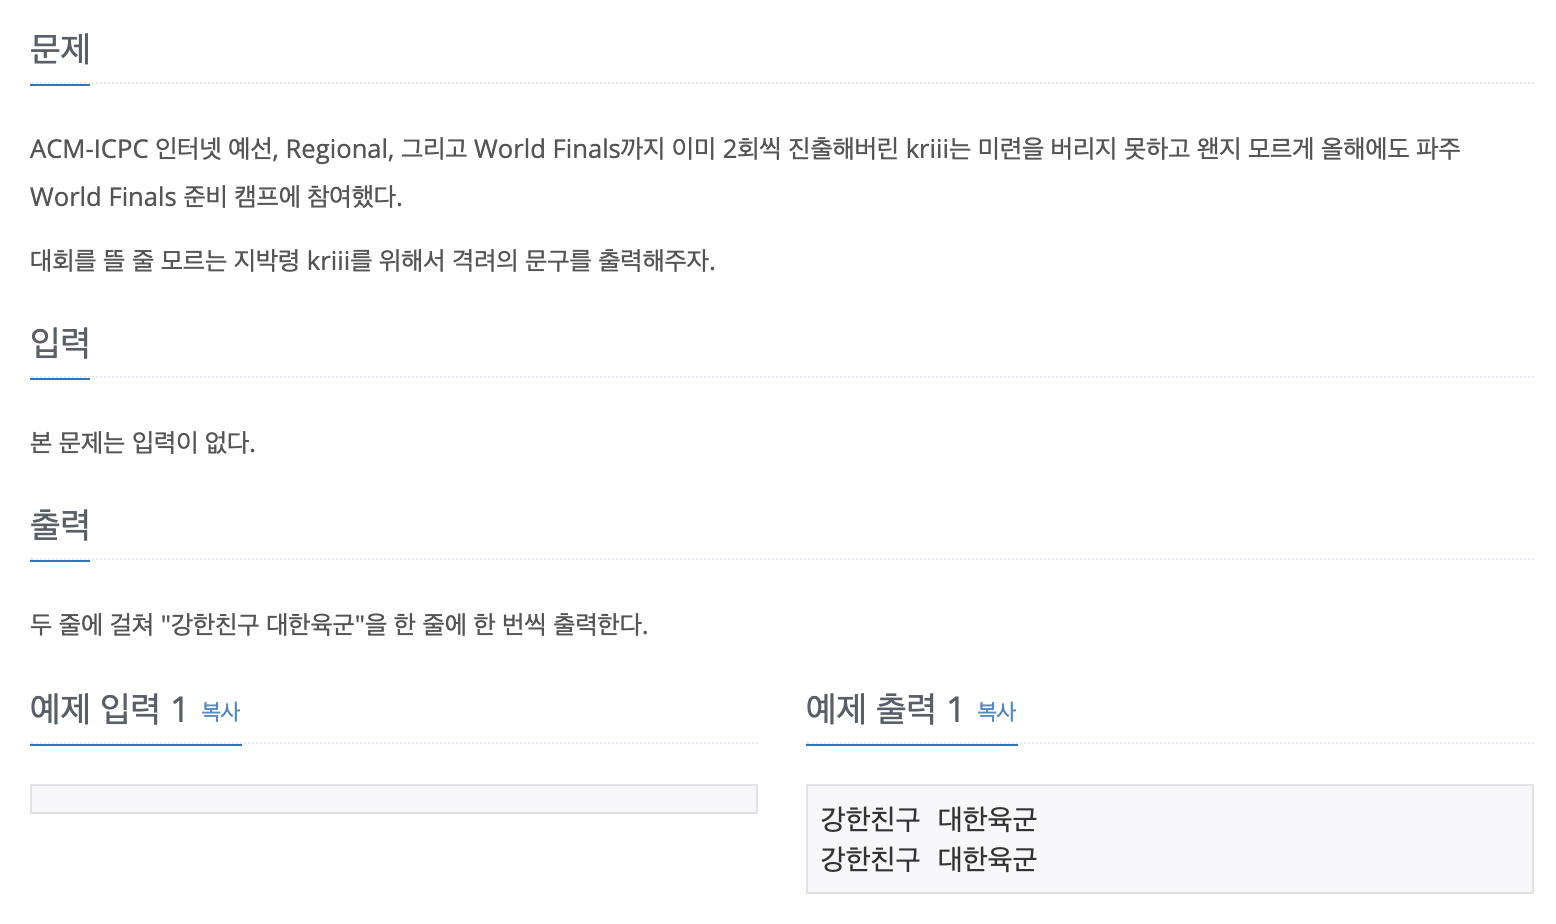 문제
ACM-ICPC 인터넷 예선, Regional, 그리고 World Finals까지 이미 2회씩 진출해버린 kriii는 미련을 버리지 못하고 왠지 모르게 올해에도 파주
World Finals 준비 캠프에 참여했다.
대회를 뜰 줄 모르는 지박령 kriii를 위해서 격려의 문구를 출력해주자.
입력
본 문제는 입력이 없다.
출력
두 줄에 걸쳐 "강한친구 대한육군"을 한 줄에 한 번씩 출력한다.
예제 입력 1 복사
예제 출력 1 복사
강한친구 대한육군
강한친구 대한육군